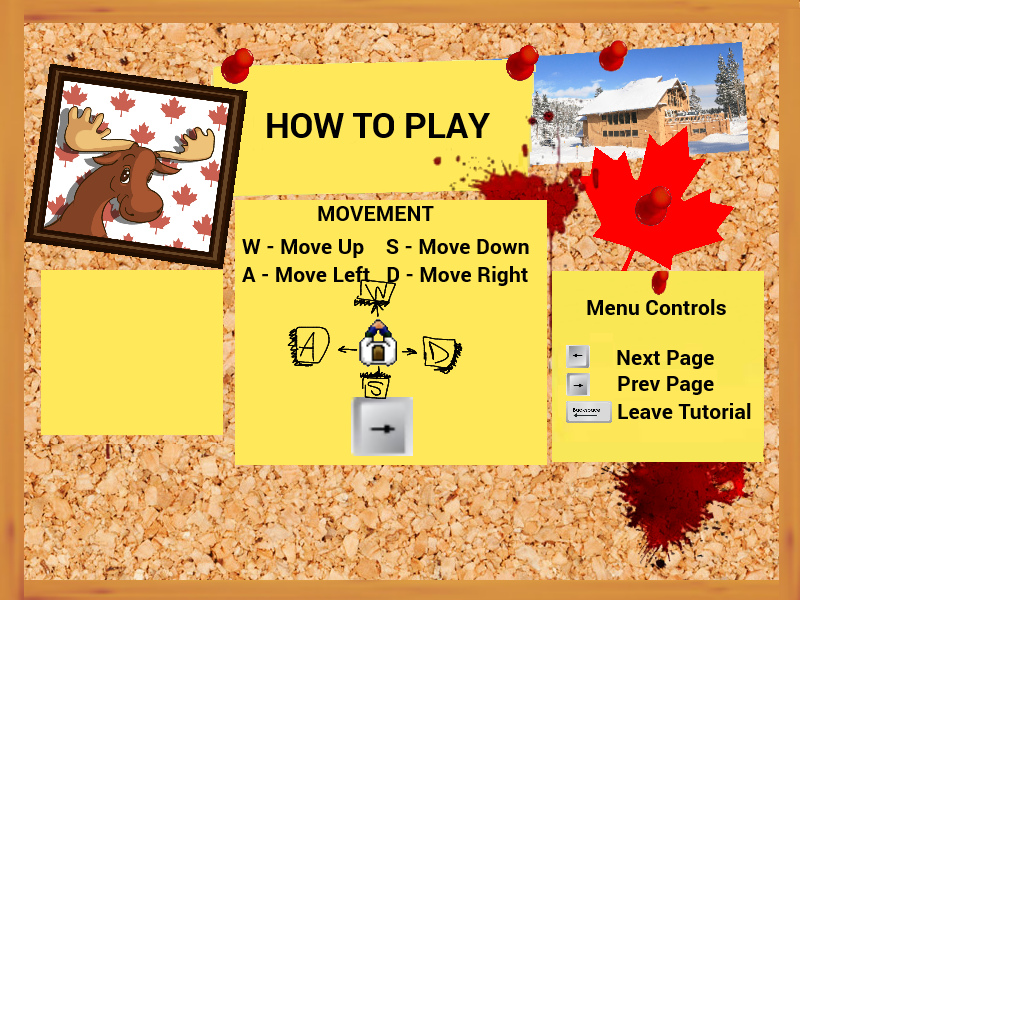 HOW TO PLAY
MOVEMENT
W - Move Up S - Move Down
A - Move Left D - Move Right
W
A D
S
Menu Controls
Next Page
Prev Page
Backspace Leave Tutorial